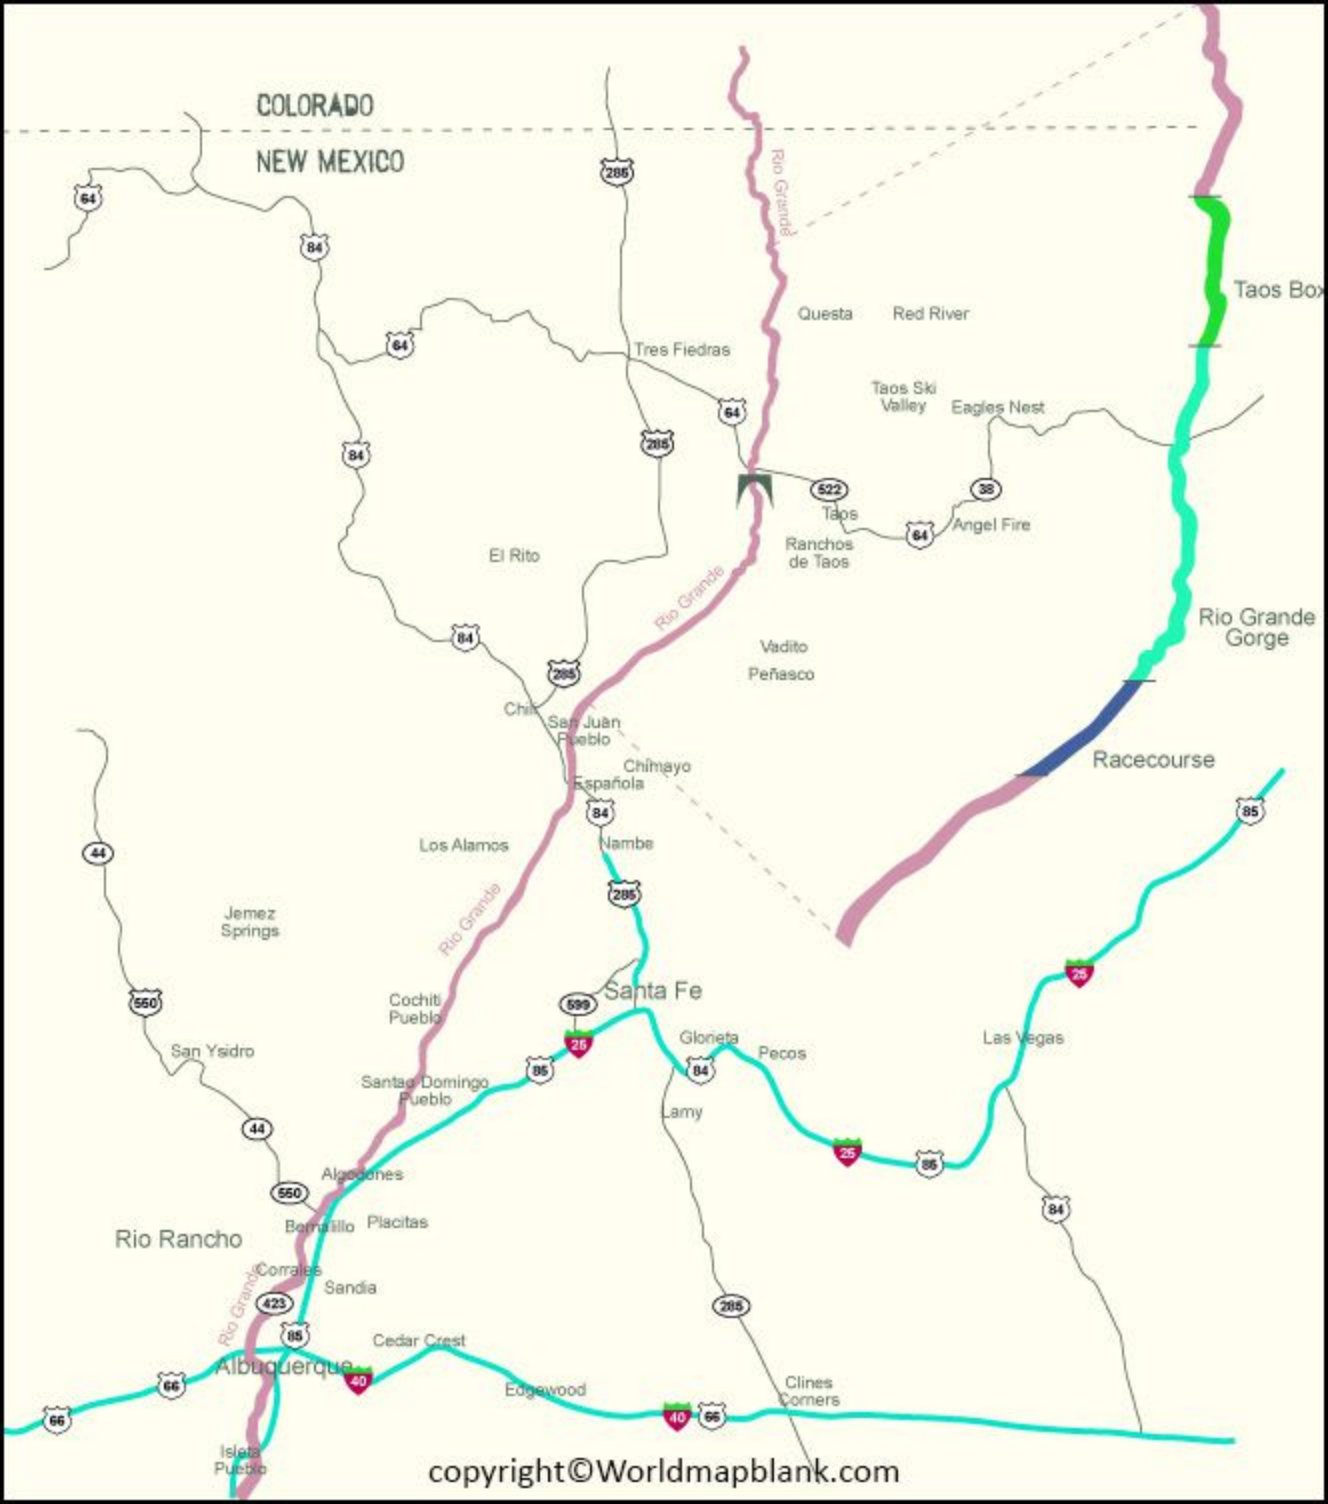 COLORADO
NEW MEXICO
285
64
Rio Grande
84
Taos Box
Questa
Red River
64
Tres Fiedras
Taos Ski
Valley
Eagles Nest
64
285
84
522
38
Taos
Angel Fire
64
Ranchos
de Taos
El Rito
Rio Grande
Rio Grande
Gorge
84
Vadito
Peñasco
285
Chili
San Juan
Pueblo
Racecourse
Chimayo
Española
84
85
Los Alamos
Nambe
44
285
Rio Grande
Jemez
Springs
25
Santa Fe
550
599
Cochiti
Pueblo
25
Glorieta
Las Vegas
San Ysidro
Pecos
85
84
Santao Domingo
Pueblo
Lamy
44
25
85
Algodones
550
84
Bernalillo
Placitas
Rio Rancho
Corrales
Sandia
Rio Grande
423
285
85
Cedar Crest
Albuquerque
40
66
Edgewood
Clines
Corners
66
40
66
Isleta
Pueblo
copyright©Worldmapblank.com